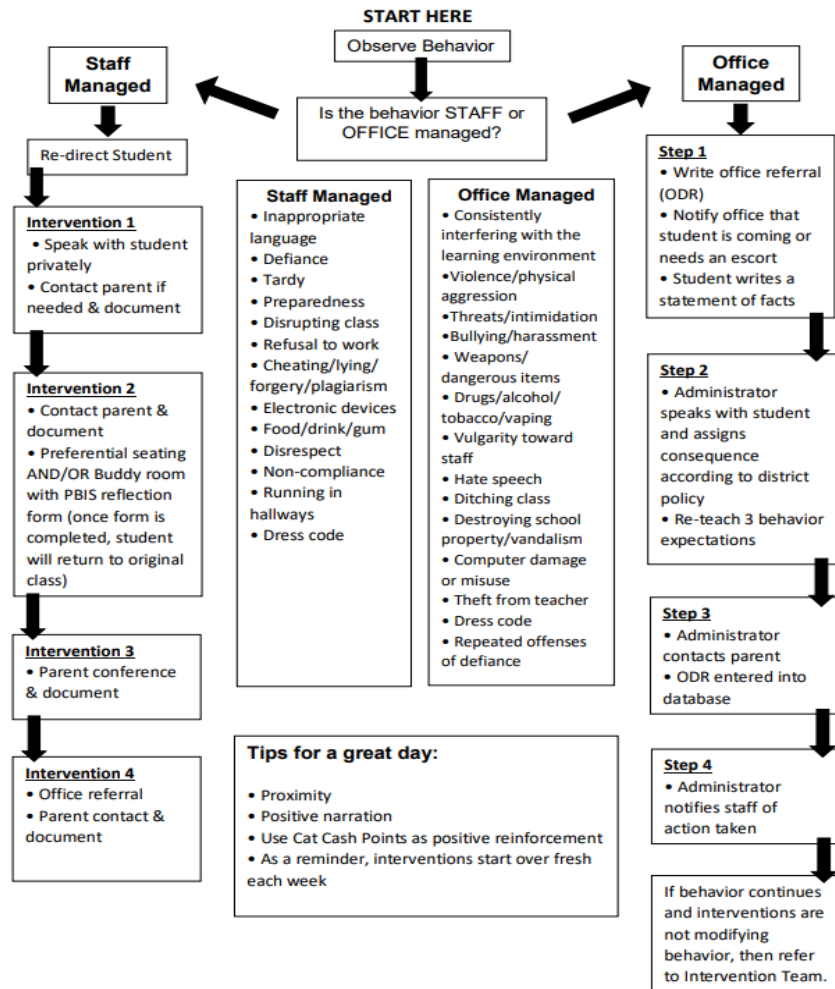 START HERE
Observe Behavior
Is the behavior STAFF or
OFFICE managed?
Staff
Managed
Re-direct Student
Intervention 1
• Speak with student
privately
• Contact parent if
needed & document
Intervention 2
• Contact parent &
document
• Preferential seating
AND/OR Buddy room
with PBIS reflection
form (once form is
completed, student
will return to original
class)
Intervention 3
• Parent conference
& document
Intervention 4
• Office referral
• Parent contact &
document
Staff Managed
• Inappropriate
language
• Defiance
• Tardy
• Preparedness
• Disrupting class
• Refusal to work
• Cheating/lying/
forgery/plagiarism
• Electronic devices
• Food/drink/gum
• Disrespect
• Non-compliance
• Running in
hallways
• Dress code
Office Managed
• Consistently
interfering with the
learning environment
•Violence/physical
aggression
•Threats/intimidation
•Bullying/harassment
• Weapons/
dangerous items
• Drugs/alcohol/
tobacco/vaping
• Vulgarity toward
staff
• Hate speech
• Ditching class
• Destroying school
property/vandalism
• Computer damage
or misuse
• Theft from teacher
• Dress code
• Repeated offenses
of defiance
Tips for a great day:
• Proximity
• Positive narration
• Use Cat Cash Points as positive reinforcement
• As a reminder, interventions start over fresh
each week
Office
Managed
Step 1
• Write office referral
(ODR)
• Notify office that
student is coming or
needs an escort
• Student writes a
statement of facts
Step 2
• Administrator
speaks with student
and assigns
consequence
according to district
policy
• Re-teach 3 behavior
expectations
Step 3
• Administrator
contacts parent
• ODR entered into
database
Step 4
• Administrator
notifies staff of
action taken
If behavior continues
and interventions are
not modifying
behavior, then refer
to Intervention Team.